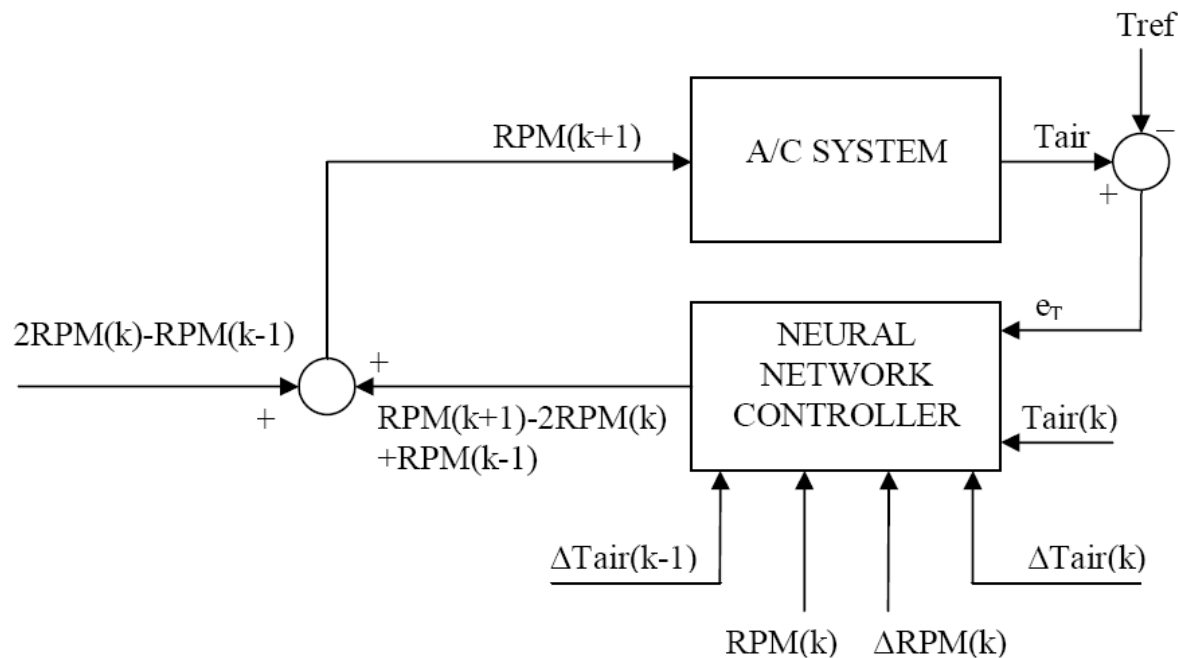 Tref
−
RPM(k+1)
A/C SYSTEM
Tair
+
2RPM(k)-RPM(k-1)
+
+
RPM(k+1)-2RPM(k)
+RPM(k-1)
NEURAL
NETWORK
CONTROLLER
e_T
Tair(k)
ΔTair(k-1)
ΔTair(k)
RPM(k)
ΔRPM(k)